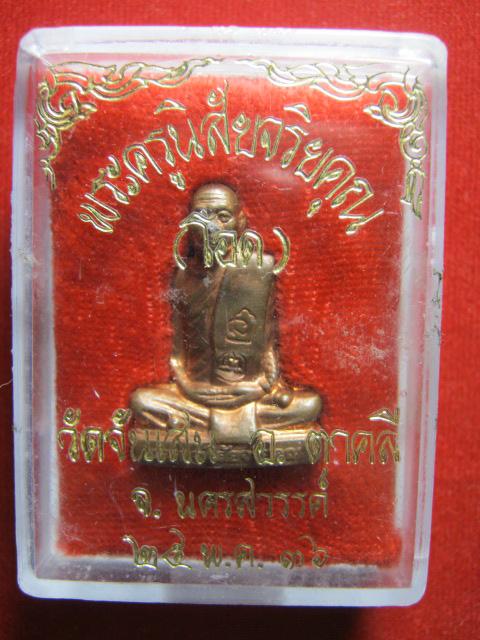 พระครูนิสัยจริยคุณ
(โอด)
วัดจันเสน อ. ตาคลี
จ. นครสวรรค์
๒๕ พ.ค. ๓๖